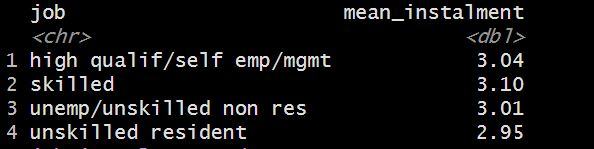 job mean_instalment
<chr> <dbl>
1 high qualif/self emp/mgmt 3.04
2 skilled 3.10
3 unemp/unskilled non res 3.01
4 unskilled resident 2.95